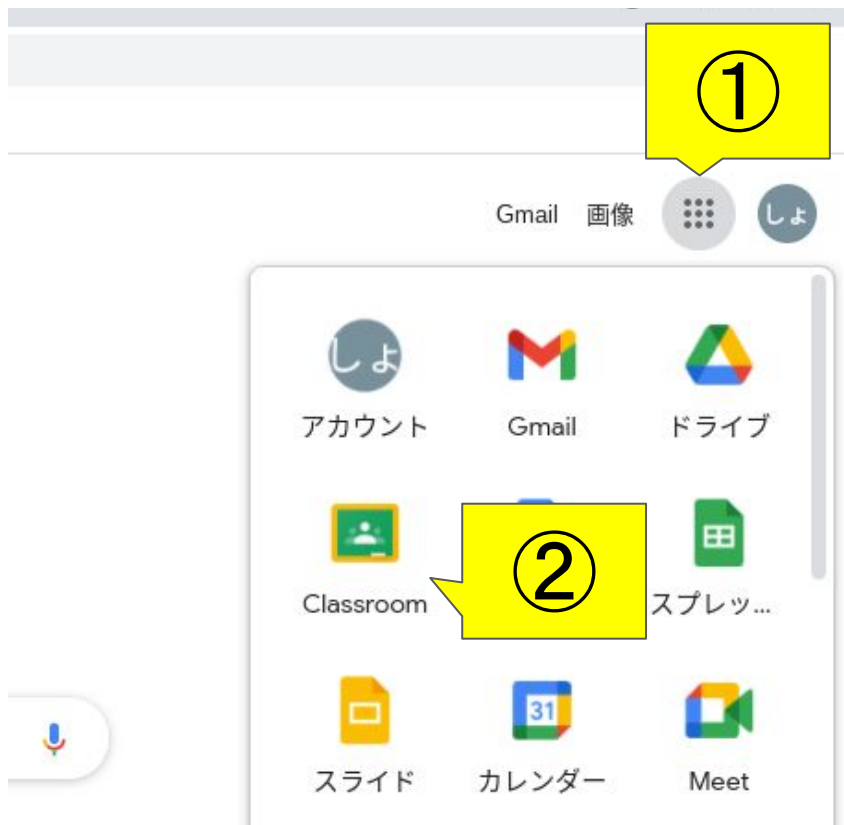 ①
Gmail 画像 しょ
しょ
アカウント Gmail ドライブ
②
Classroom スプレッ...
31
スライド カレンダー Meet